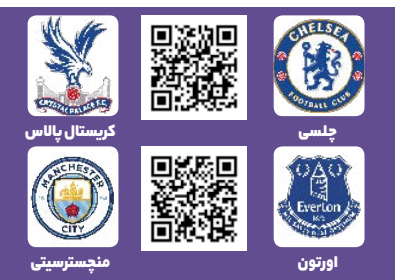 CRYSTAL PALACE F.C.
CHELSEA
FOOTBALL CLUB
کریستال پالاس
چلسی
MANCHESTER
CITY
Everton
منچسترسیتی
اورتون